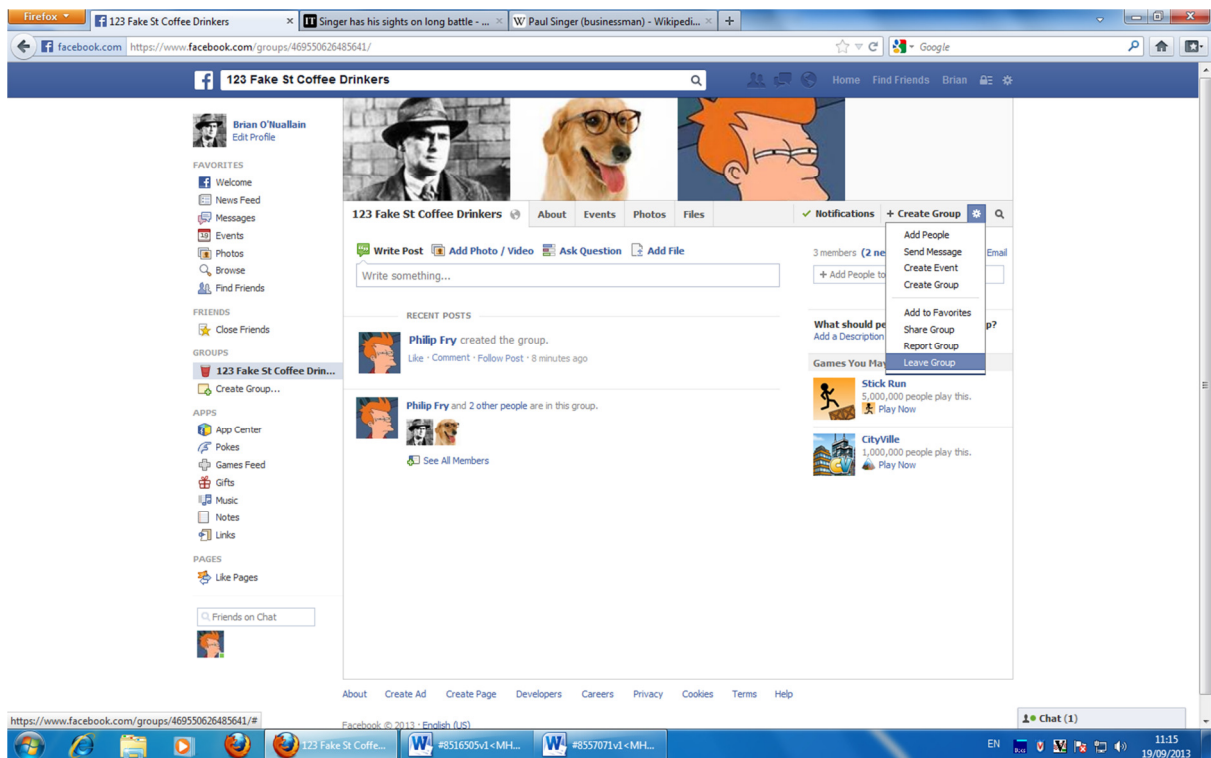 Firefox
123 Fake St Coffee Drinkers
Singer has his sights on long battle - ...
W Paul Singer (businessman) - Wikipedi...
facebook.com https://www.facebook.com/groups/469550626485641/
Google
123 Fake St Coffee Drinkers
Home Find Friends Brian
Brian O'Nuallain
Edit Profile
FAVORITES
Welcome
News Feed
Messages
Events
Photos
Browse
Find Friends
FRIENDS
Close Friends
GROUPS
123 Fake St Coffee Drin...
Create Group...
APPS
App Center
Pokes
Games Feed
Gifts
Music
Notes
Links
PAGES
Like Pages
Friends on Chat
123 Fake St Coffee Drinkers About Events Photos Files
✓ Notifications + Create Group
Write Post Add Photo / Video Ask Question Add File
Write something...
RECENT POSTS
Philip Fry created the group.
Like · Comment · Follow Post · 8 minutes ago
Philip Fry and 2 other people are in this group.
See All Members
3 members (2 ne
Email
+ Add People to
What should pe
p?
Add a Description
Games You May
Add People
Send Message
Create Event
Create Group
Add to Favorites
Share Group
Report Group
Leave Group
Stick Run
5,000,000 people play this.
Play Now
CityVille
1,000,000 people play this.
Play Now
About Create Ad Create Page Developers Careers Privacy Cookies Terms Help
Facebook © 2013 · English (US)
Chat (1)
https://www.facebook.com/groups/469550626485641/#
123 Fake St Coffe...
#8516505v1<MH...
#8557071v1<MH...
EN
11:15
19/09/2013